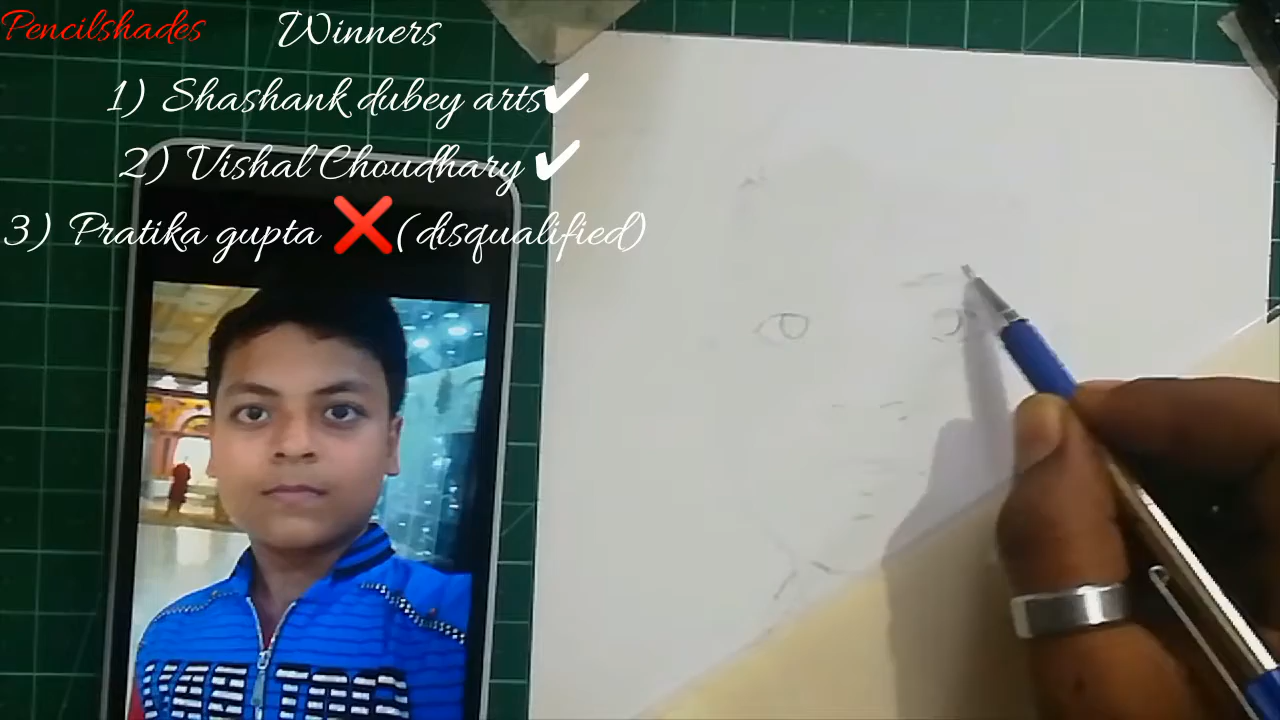 Pencilshades
Winners
1) Shashank dubey arts✔
2) Vishal Choudhary ✔
3) Pratika gupta ❌(disqualified)